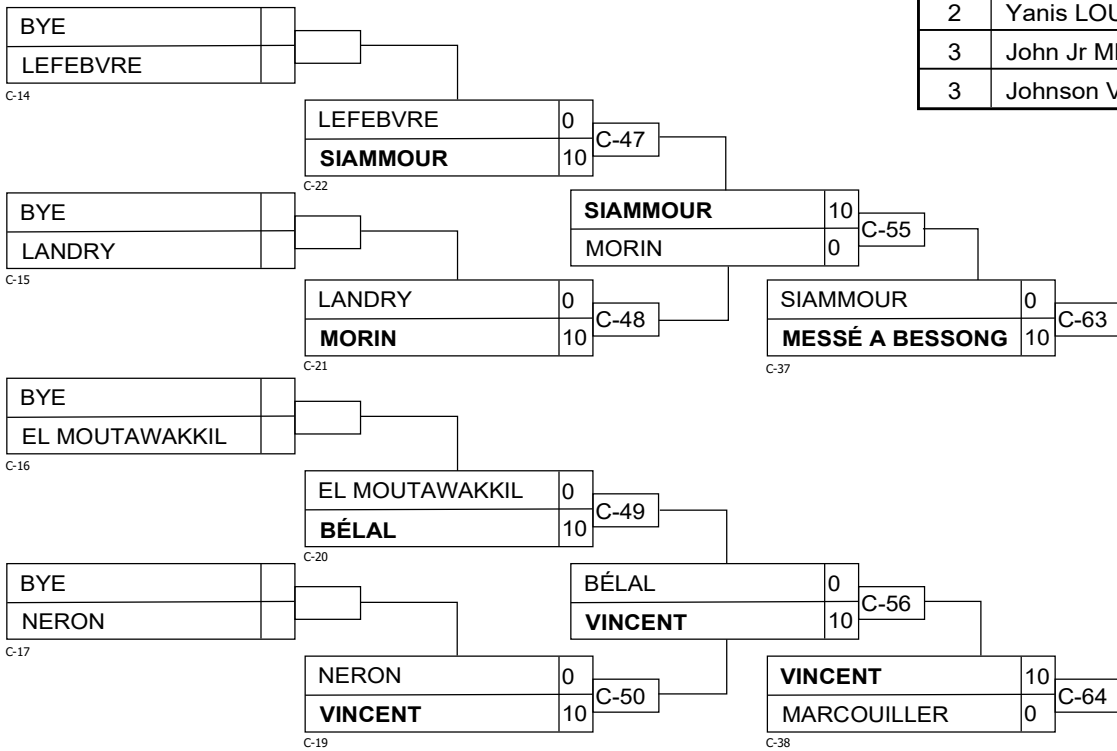 2 Yanis
3 John Jr
3 Johnson
BYE
LEFEBVRE
C-14
LEFEBVRE 0
SIAMMOUR 10
C-47
C-22
BYE
LANDRY
C-15
SIAMMOUR 10
MORIN 0
C-55
LANDRY 0
MORIN 10
C-48
C-21
SIAMMOUR 0
MESSÉ A BESSONG 10
C-63
C-37
BYE
EL MOUTAWAKKIL
C-16
EL MOUTAWAKKIL 0
BÉLAL 10
C-49
C-20
BYE
NERON
C-17
BÉLAL 0
VINCENT 10
C-56
NERON 0
VINCENT 10
C-50
C-19
VINCENT 10
MARCOUILLER 0
C-64
C-38